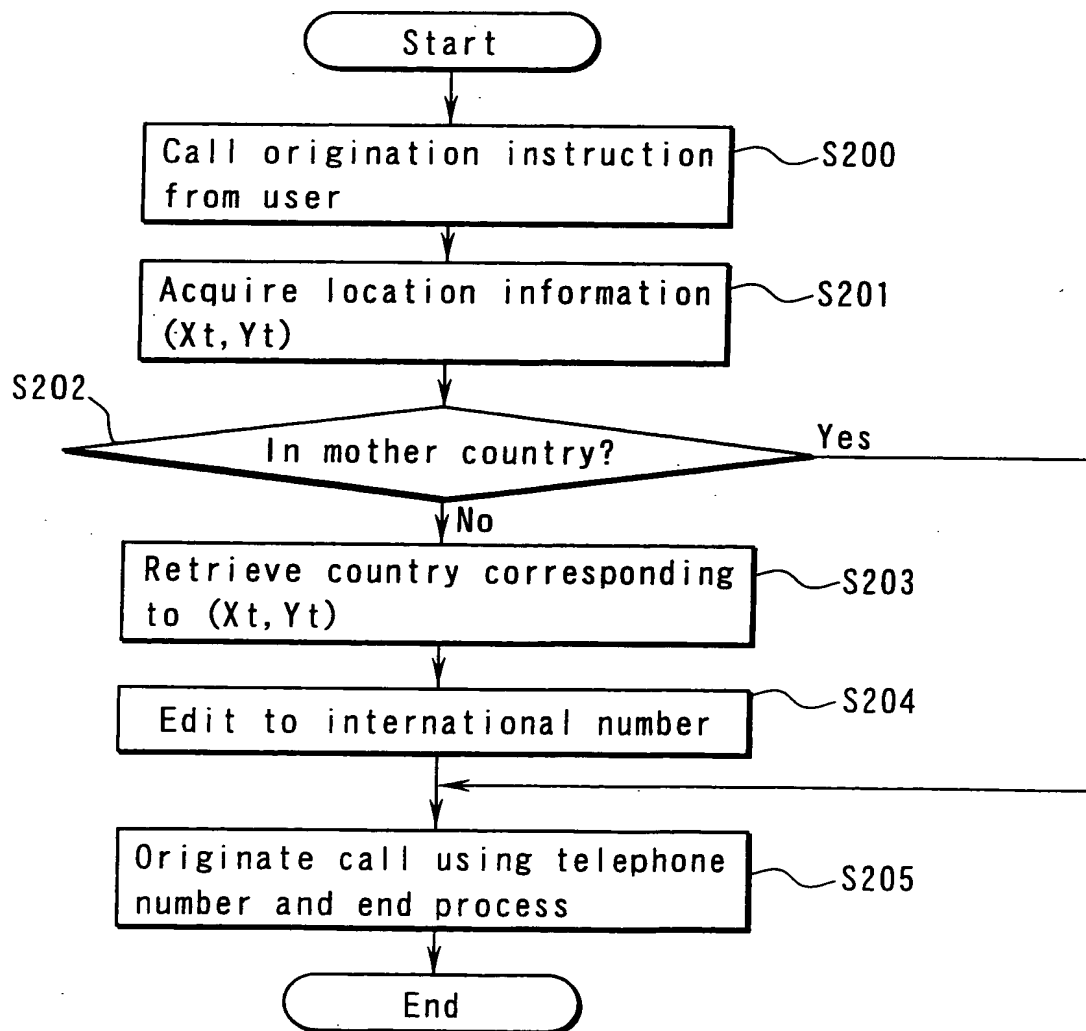 Start
Call origination instruction
from user
S200
Acquire location information
(Xt,Yt)
S201
S202
In mother country?
Yes
No
Retrieve country corresponding
to (Xt,Yt)
S203
Edit to international number
S204
Originate call using telephone
number and end process
S205
End